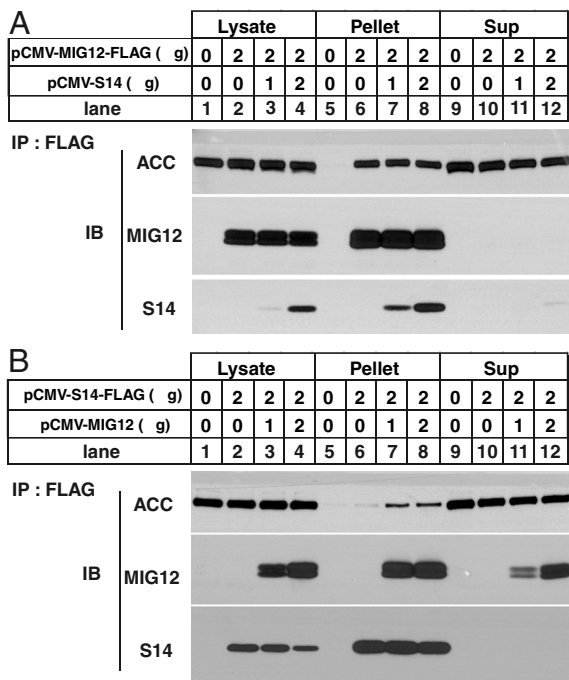 A
Lysate Pellet Sup
pCMV-MIG12-FLAG ( g) 0 2 2 2 0 2 2 2 0 2 2 2
pCMV-S14 ( g) 0 0 1 2 0 0 1 2 0 0 1 2
lane 1 2 3 4 5 6 7 8 9 10 11 12
IP : FLAG
ACC
IB MIG12
S14
B
Lysate Pellet Sup
pCMV-S14-FLAG ( g) 0 2 2 2 0 2 2 2 0 2 2 2
pCMV-MIG12 ( g) 0 0 1 2 0 0 1 2 0 0 1 2
lane 1 2 3 4 5 6 7 8 9 10 11 12
IP : FLAG
ACC
IB MIG12
S14